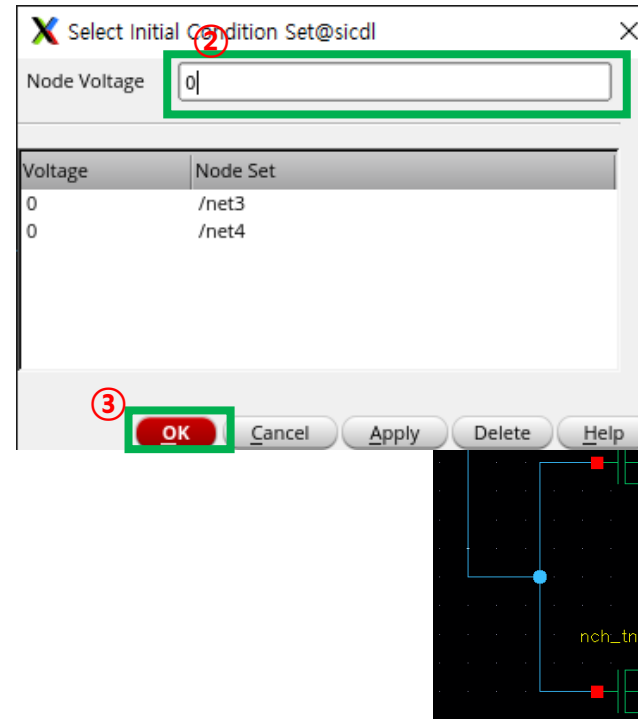 Select Initial Condition Set@sicdl
②
Node Voltage
0
Voltage Node Set
0 /net3
0 /net4
③
OK Cancel Apply Delete Help
nch_tn